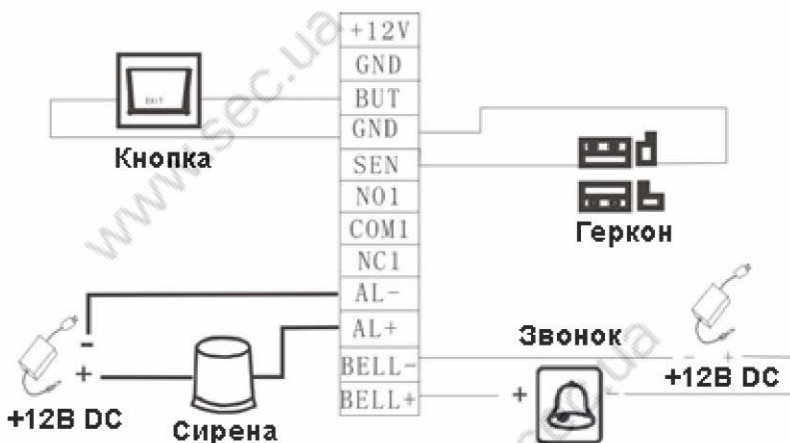 +12V
GND
BUT
GND
SEN
NO1
COM1
NC1
AL-
AL+
BELL-
BELL+
EXIT
Кнопка
Геркон
-
+
+12В DC
Сирена
Звонок
+
-
- +
+12В DC
www.sec.ua
sec.ua